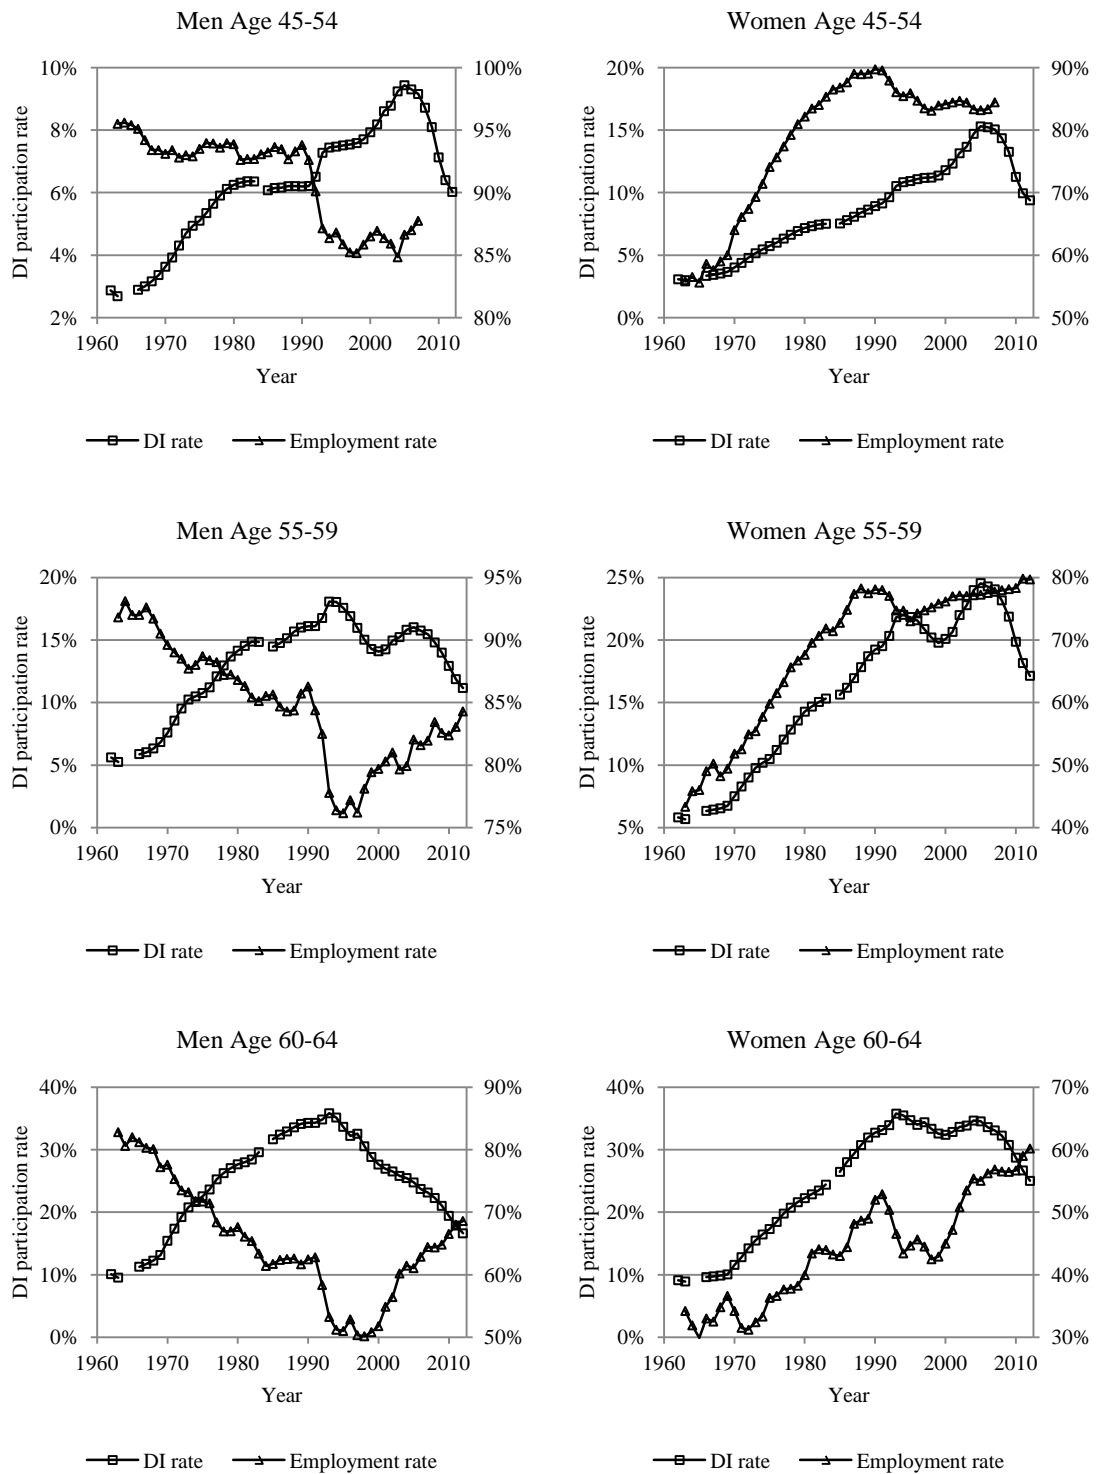 Men Age 45-54
10%
8%
6%
4%
2%
100%
95%
90%
85%
80%
DI participation rate
1960 1970 1980 1990 2000 2010
Year
DI rate Employment rate
Women Age 45-54
20%
15%
10%
5%
0%
90%
80%
70%
60%
50%
DI participation rate
1960 1970 1980 1990 2000 2010
Year
DI rate Employment rate
Men Age 55-59
20%
15%
10%
5%
0%
95%
90%
85%
80%
75%
DI participation rate
1960 1970 1980 1990 2000 2010
Year
DI rate Employment rate
Women Age 55-59
25%
20%
15%
10%
5%
80%
70%
60%
50%
40%
DI participation rate
1960 1970 1980 1990 2000 2010
Year
DI rate Employment rate
Men Age 60-64
40%
30%
20%
10%
0%
90%
80%
70%
60%
50%
DI participation rate
1960 1970 1980 1990 2000 2010
Year
DI rate Employment rate
Women Age 60-64
40%
30%
20%
10%
0%
70%
60%
50%
40%
30%
DI participation rate
1960 1970 1980 1990 2000 2010
Year
DI rate Employment rate